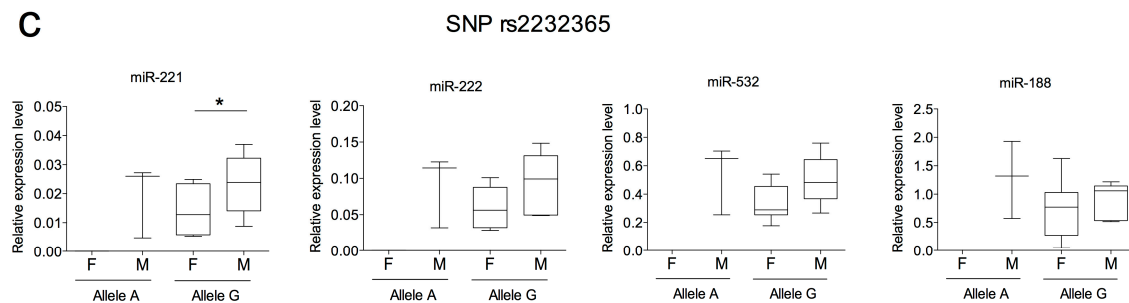 C
SNP rs2232365
miR-221
Relative expression level
0.05
0.04
0.03
0.02
0.01
0.00
*
F M F M
Allele A Allele G
miR-222
Relative expression level
0.20
0.15
0.10
0.05
0.00
F M F M
Allele A Allele G
miR-532
Relative expression level
1.0
0.8
0.6
0.4
0.2
0.0
F M F M
Allele A Allele G
miR-188
Relative expression level
2.5
2.0
1.5
1.0
0.5
0.0
F M F M
Allele A Allele G